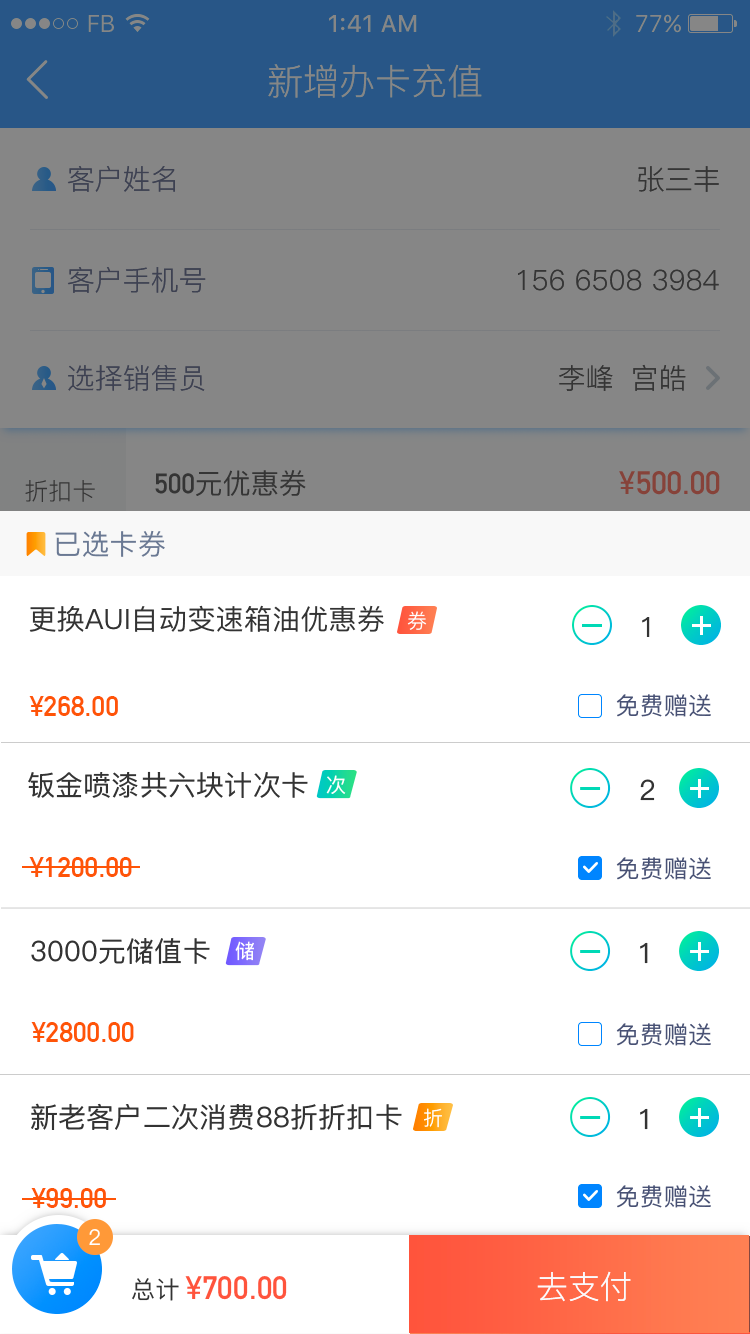 FB 1:41 AM 77%
新增办卡充值
客户姓名 张三丰
客户手机号 156 6508 3984
选择销售员 李峰 宫皓
折扣卡 500元优惠券 ¥500.00
已选卡券
更换AUI自动变速箱油优惠券 券 1
¥268.00 免费赠送
钣金喷漆共六块计次卡 次 2
¥1200.00 免费赠送
3000元储值卡 储 1
¥2800.00 免费赠送
新老客户二次消费88折折扣卡 折 1
¥99.00 免费赠送
2
总计 ¥700.00 去支付